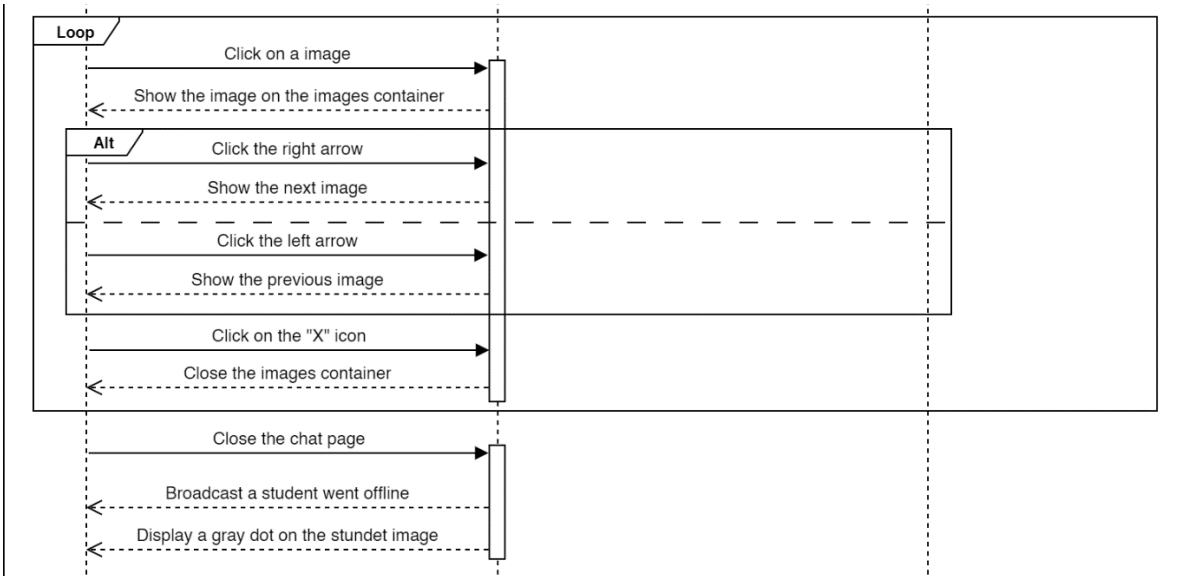 Loop
Click on a image
Show the image on the images container
Alt
Click the right arrow
Show the next image
Click the left arrow
Show the previous image
Click on the "X" icon
Close the images container
Close the chat page
Broadcast a student went offline
Display a gray dot on the stundet image